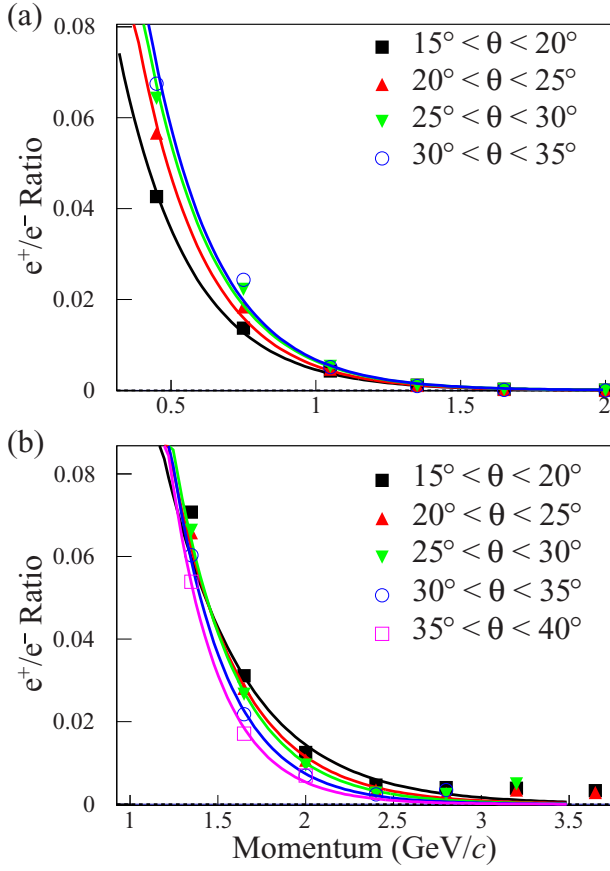 (a)
0.08
0.06
0.04
0.02
0
e⁺/e⁻ Ratio
15° < θ < 20°
20° < θ < 25°
25° < θ < 30°
30° < θ < 35°
0.5 1 1.5 2
(b)
0.08
0.06
0.04
0.02
0
e⁺/e⁻ Ratio
15° < θ < 20°
20° < θ < 25°
25° < θ < 30°
30° < θ < 35°
35° < θ < 40°
1 1.5 2 2.5 3 3.5
Momentum (GeV/c)